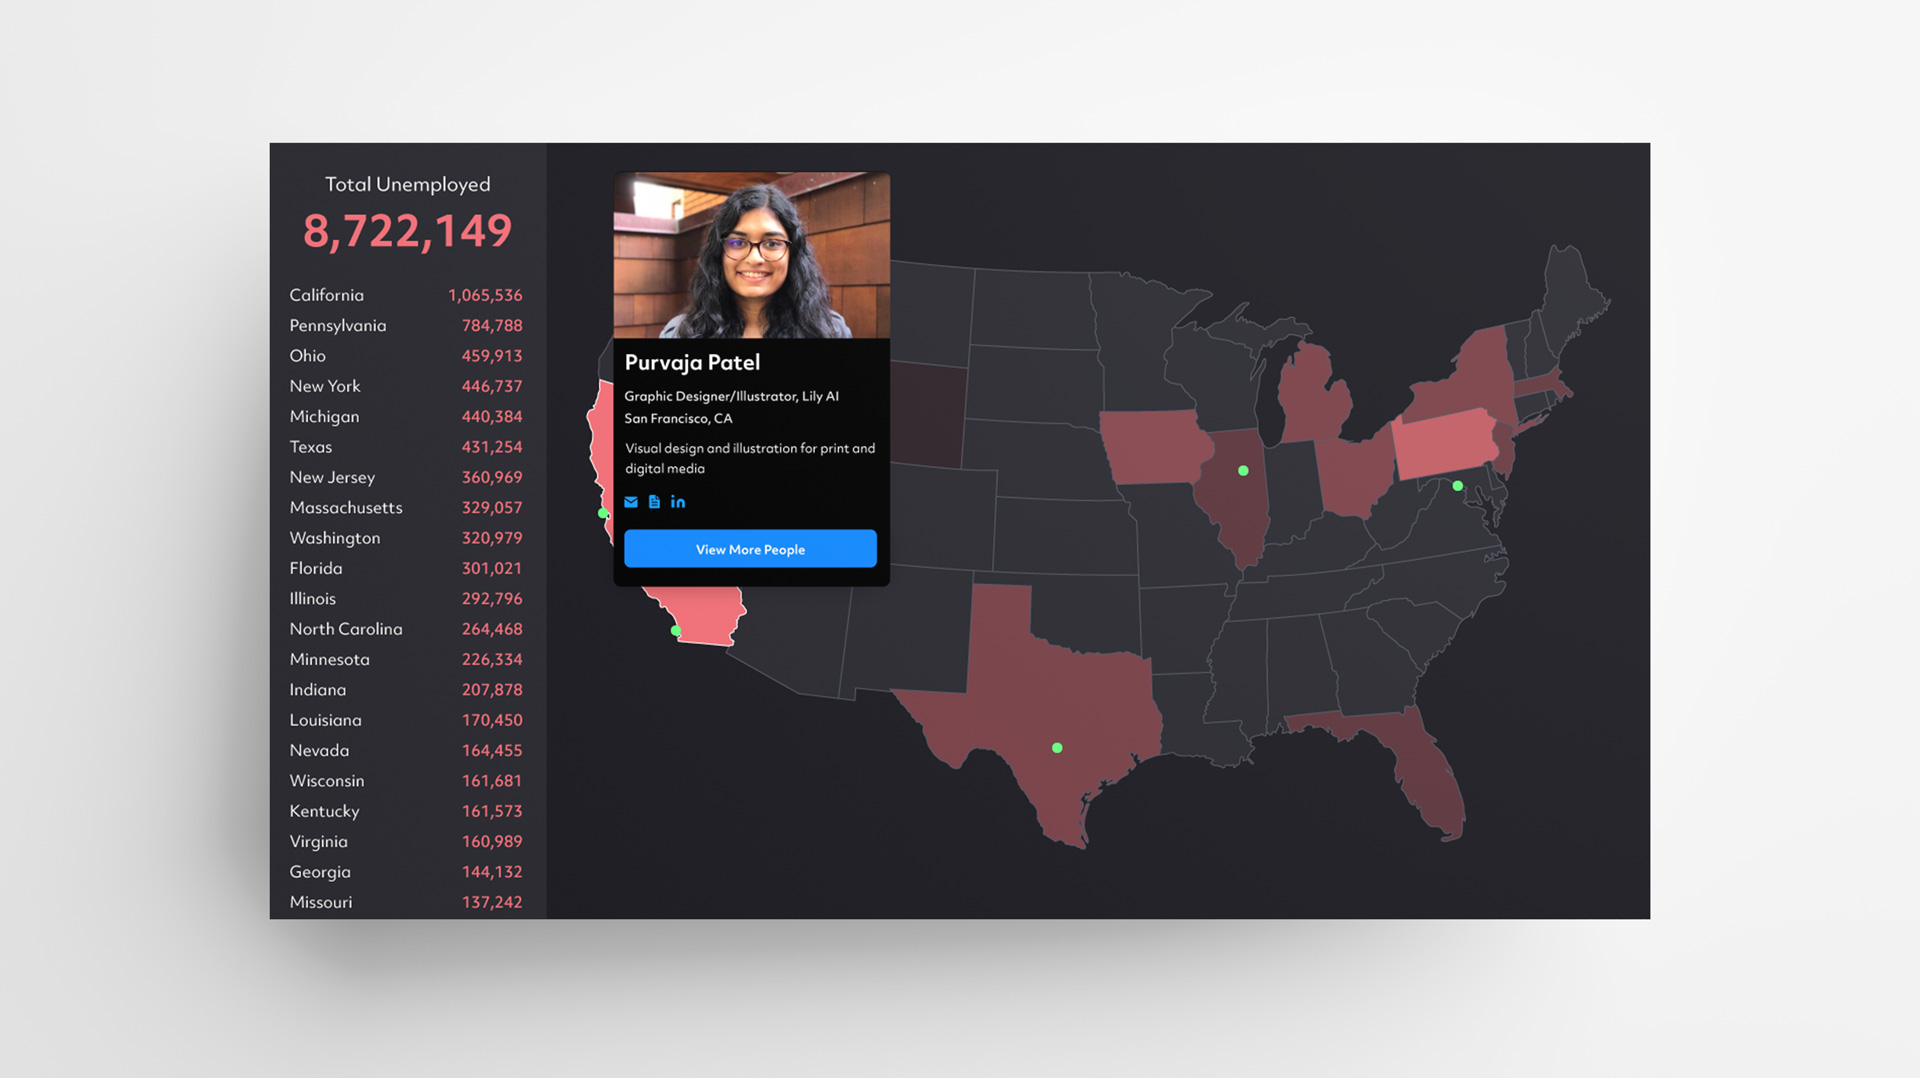 Total Unemployed
8,722,149
California 1,065,536
Pennsylvania 784,788
Ohio 459,913
New York 446,737
Michigan 440,384
Texas 431,254
New Jersey 360,969
Massachusetts 329,057
Washington 320,979
Florida 301,021
Illinois 292,796
North Carolina 264,468
Minnesota 226,334
Indiana 207,878
Louisiana 170,450
Nevada 164,455
Wisconsin 161,681
Kentucky 161,573
Virginia 160,989
Georgia 144,132
Missouri 137,242
Purvaja Patel
Graphic Designer/Illustrator, Lily AI
San Francisco, CA
Visual design and illustration for print and
digital media
in
View More People